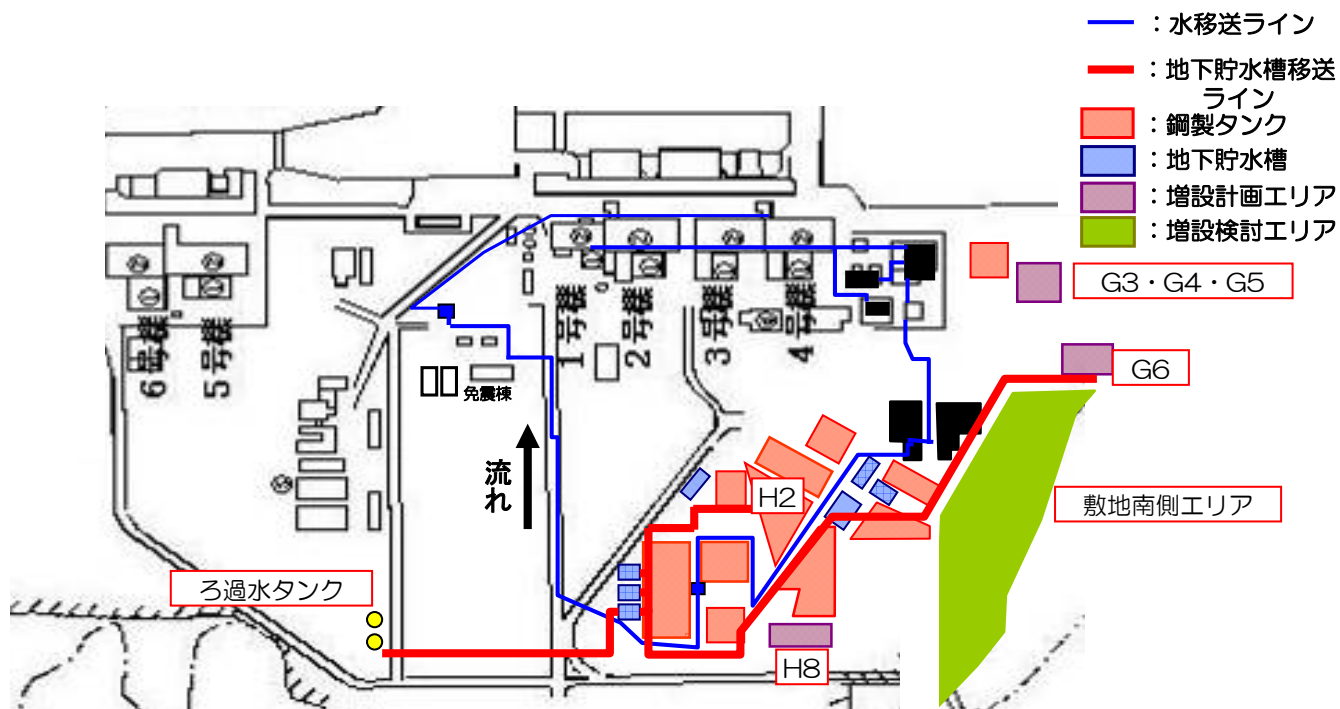 ：水移送ライン
：地下貯水槽移送
ライン
：鋼製タンク
：地下貯水槽
：増設計画エリア
：増設検討エリア
G3・G4・G5
6号機
5号機
1号機
2号機
3号機
4号機
G6
免震棟
流れ
H2
敷地南側エリア
ろ過水タンク
H8